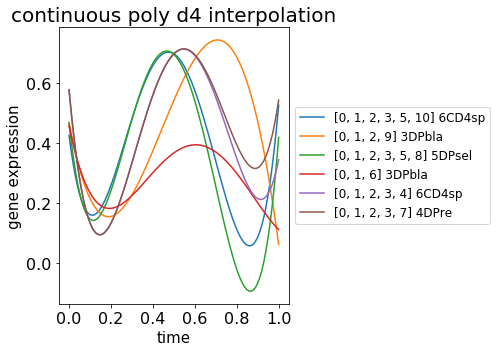 continuous poly d4 interpolation
gene expression
0.6
0.4
0.2
0.0
0.0 0.2 0.4 0.6 0.8 1.0
time
[0, 1, 2, 3, 5, 10] 6CD4sp
[0, 1, 2, 9] 3DPbla
[0, 1, 2, 3, 5, 8] 5DPsel
[0, 1, 6] 3DPbla
[0, 1, 2, 3, 4] 6CD4sp
[0, 1, 2, 3, 7] 4DPre